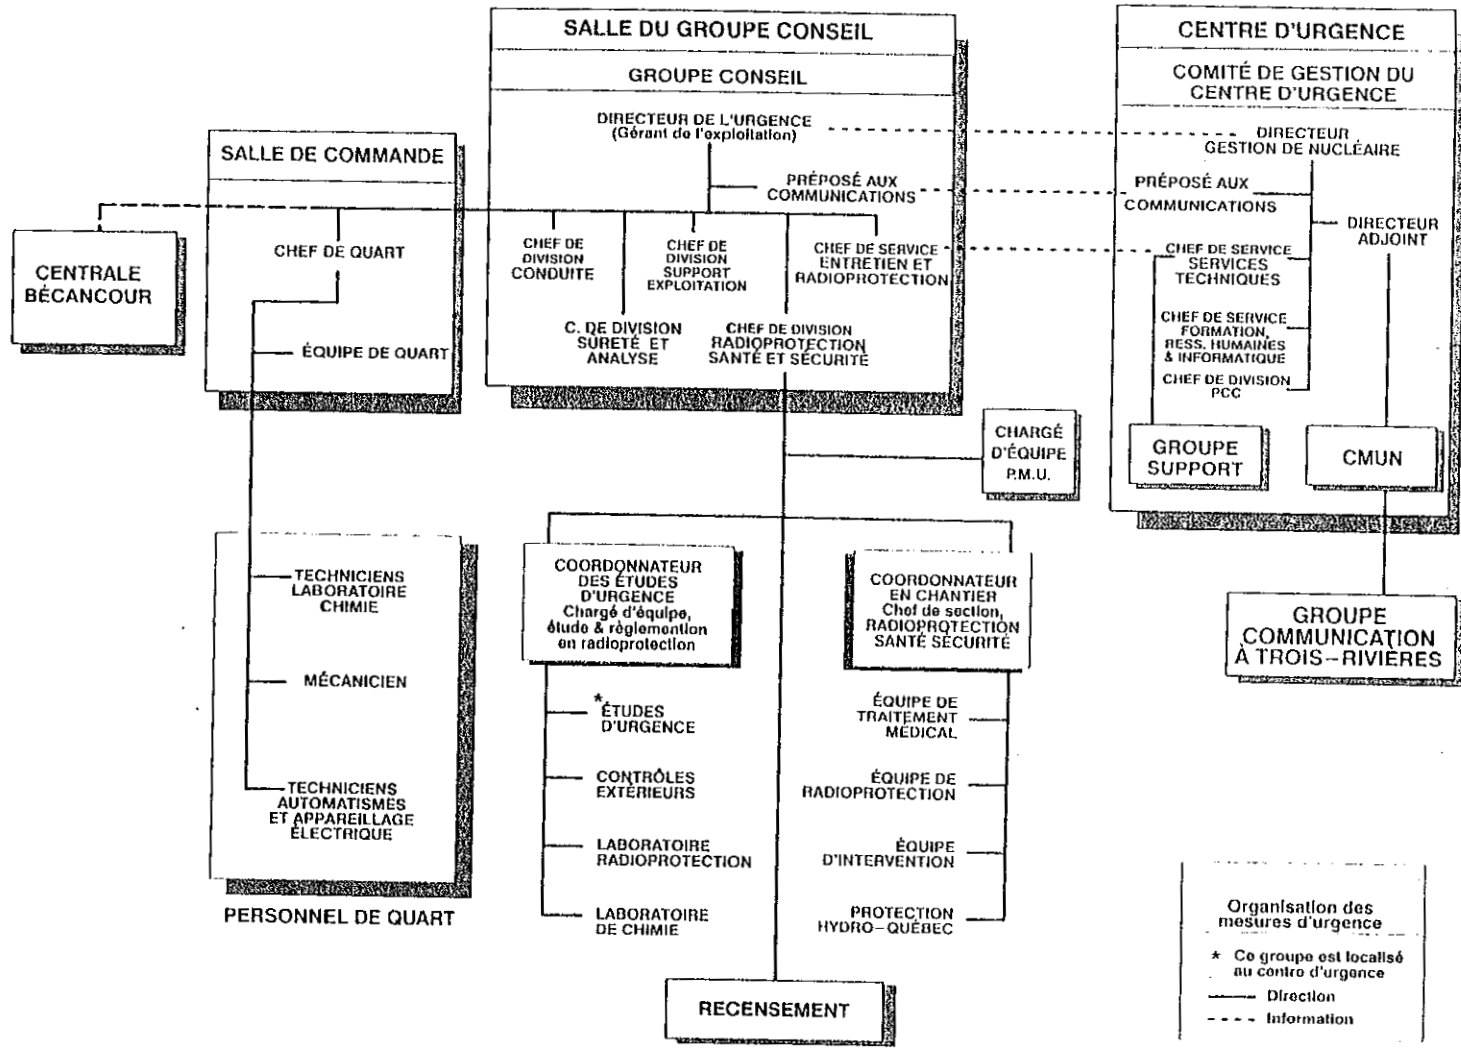 SALLE DU GROUPE CONSEIL
GROUPE CONSEIL
DIRECTEUR DE L'URGENCE
(Gérant de l'exploitation)
PRÉPOSÉ AUX
COMMUNICATIONS
CHEF DE
DIVISION
CONDUITE
CHEF DE
DIVISION
SUPPORT
EXPLOITATION
CHEF DE SERVICE
ENTRETIEN ET
RADIOPROTECTION
C. DE DIVISION
SÛRETÉ ET
ANALYSE
CHEF DE DIVISION
RADIOPROTECTION
SANTÉ ET SÉCURITÉ
CENTRE D'URGENCE
COMITÉ DE GESTION DU
CENTRE D'URGENCE
DIRECTEUR
GESTION DE NUCLÉAIRE
PRÉPOSÉ AUX
COMMUNICATIONS
DIRECTEUR
ADJOINT
CHEF DE SERVICE
SERVICES
TECHNIQUES
CHEF DE SERVICE
FORMATION,
RESS. HUMAINES
& INFORMATIQUE
CHEF DE DIVISION
PCC
GROUPE
SUPPORT
CMUN
GROUPE
COMMUNICATION
À TROIS-RIVIÈRES
SALLE DE COMMANDE
CHEF DE QUART
ÉQUIPE DE QUART
CENTRALE
BÉCANCOUR
CHARGÉ
D'ÉQUIPE
P.M.U.
TECHNICIENS
LABORATOIRE
CHIMIE
MÉCANICIEN
TECHNICIENS
AUTOMATISMES
ET APPAREILLAGE
ÉLECTRIQUE
PERSONNEL DE QUART
COORDONNATEUR
DES ÉTUDES
D'URGENCE
Chargé d'équipe,
étude & règlemention
en radioprotection
*
ÉTUDES
D'URGENCE
CONTRÔLES
EXTÉRIEURS
LABORATOIRE
RADIOPROTECTION
LABORATOIRE
DE CHIMIE
COORDONNATEUR
EN CHANTIER
Chef de section,
RADIOPROTECTION
SANTÉ SÉCURITÉ
ÉQUIPE DE
TRAITEMENT
MÉDICAL
ÉQUIPE DE
RADIOPROTECTION
ÉQUIPE
D'INTERVENTION
PROTECTION
HYDRO-QUÉBEC
RECENSEMENT
Organisation des
mesures d'urgence
* Ce groupe est localisé
au centre d'urgence
Direction
Information